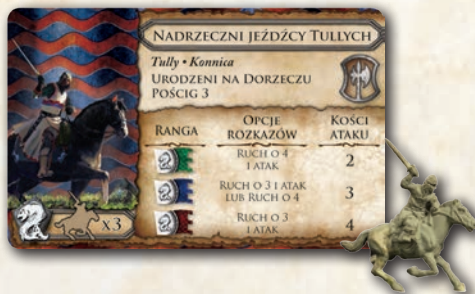 Nadrzeczni jeźdźcy Tullych
Tully • Konnica
Urodzeni na Dorzeczu
Pościg 3
Ranga Opcje rozkazów Kości ataku
Ruch o 4 i atak 2
Ruch o 3 i atak lub Ruch o 4 3
Ruch o 3 i atak 4
x3